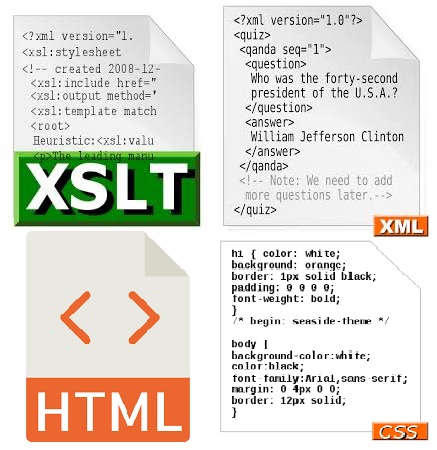 <?xml version="1.
<xsl:stylesheet
<!-- created 2008-12-
<xsl:include href="
<xsl:output method='
<xsl:template match
<root>
Heuristic:<xsl:valu
<p>The leading manu
XSLT
<?xml version="1.0"?>
<quiz>
<qanda seq="1">
<question>
Who was the forty-second
president of the U.S.A.?
</question>
<answer>
William Jefferson Clinton
</answer>
</qanda>
<!-- Note: We need to add
more questions later.-->
</quiz>
XML
< >
HTML
h1 { color: white;
background: orange;
border: 1px solid black;
padding: 0 0 0 0;
font-weight: bold;
}
/* begin: seaside-theme */
body {
background-color:white;
color:black;
font-family:Arial,sans-serif;
margin: 0 4px 0 0;
border: 12px solid;
}
CSS